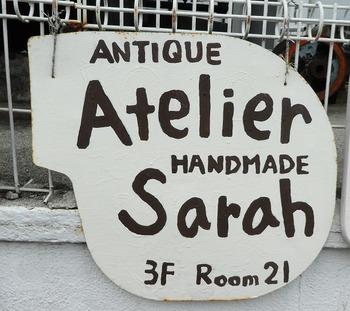 ANTIQUE
Atelier
HANDMADE
Sarah
3F Room 21